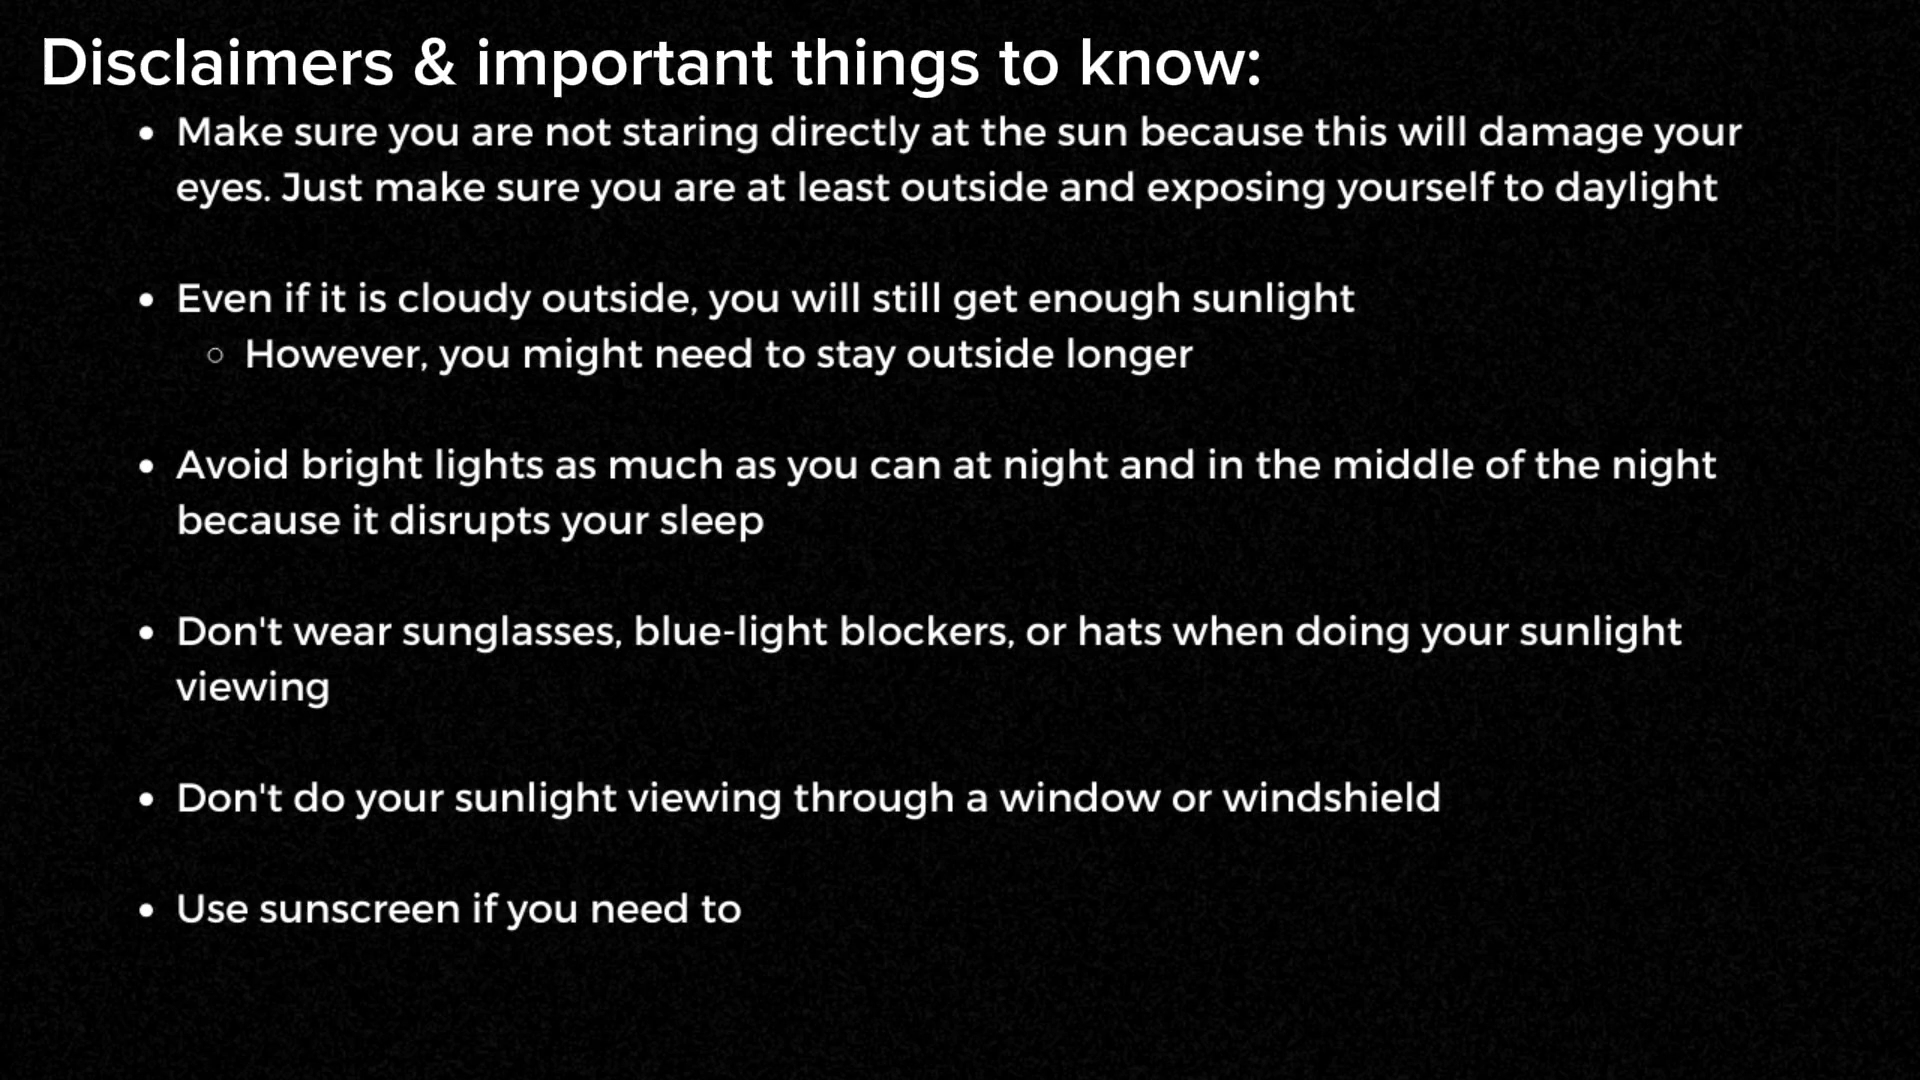 Disclaimers & important things to know:
• Make sure you are not staring directly at the sun because this will damage your
eyes. Just make sure you are at least outside and exposing yourself to daylight
• Even if it is cloudy outside, you will still get enough sunlight
○ However, you might need to stay outside longer
• Avoid bright lights as much as you can at night and in the middle of the night
because it disrupts your sleep
• Don't wear sunglasses, blue-light blockers, or hats when doing your sunlight
viewing
• Don't do your sunlight viewing through a window or windshield
• Use sunscreen if you need to